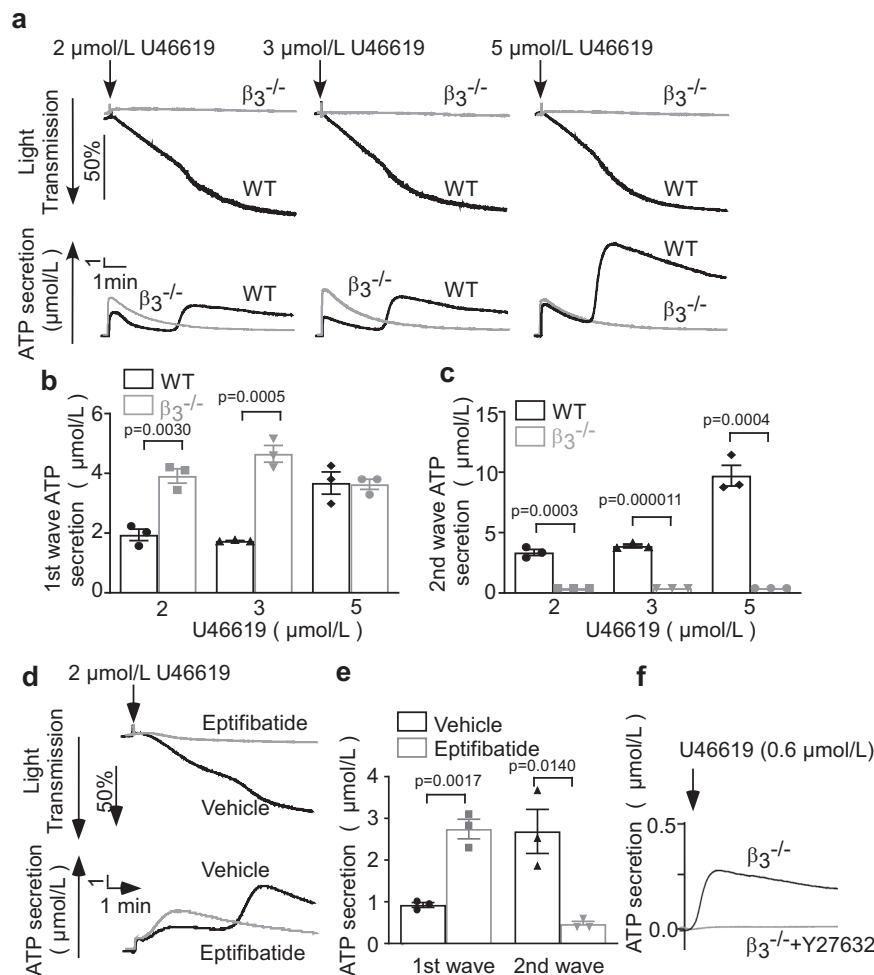 a
2 µmol/L U46619
3 µmol/L U46619
5 µmol/L U46619
Light
Transmission
50%
β3-/-
WT
β3-/-
WT
β3-/-
WT
ATP secretion
(µmol/L)
1
1min
β3-/-
WT
β3-/-
WT
WT
β3-/-
b
WT
β3-/-
p=0.0030
p=0.0005
1st wave ATP
secretion ( µmol/L)
6
4
2
0
2
3
5
U46619 ( µmol/L)
c
WT
β3-/-
p=0.0003
p=0.000011
p=0.0004
2nd wave ATP
secretion ( µmol/L)
15
10
5
0
2
3
5
U46619 ( µmol/L)
d
2 µmol/L U46619
Light
Transmission
50%
Eptifibatide
Vehicle
ATP secretion
( µmol/L)
1
1 min
Vehicle
Eptifibatide
e
Vehicle
Eptifibatide
p=0.0017
p=0.0140
ATP secretion ( µmol/L)
4
3
2
1
0
1st wave
2nd wave
f
U46619 (0.6 µmol/L)
ATP secretion ( µmol/L)
0.5
0.0
β3-/-
β3-/-+Y27632